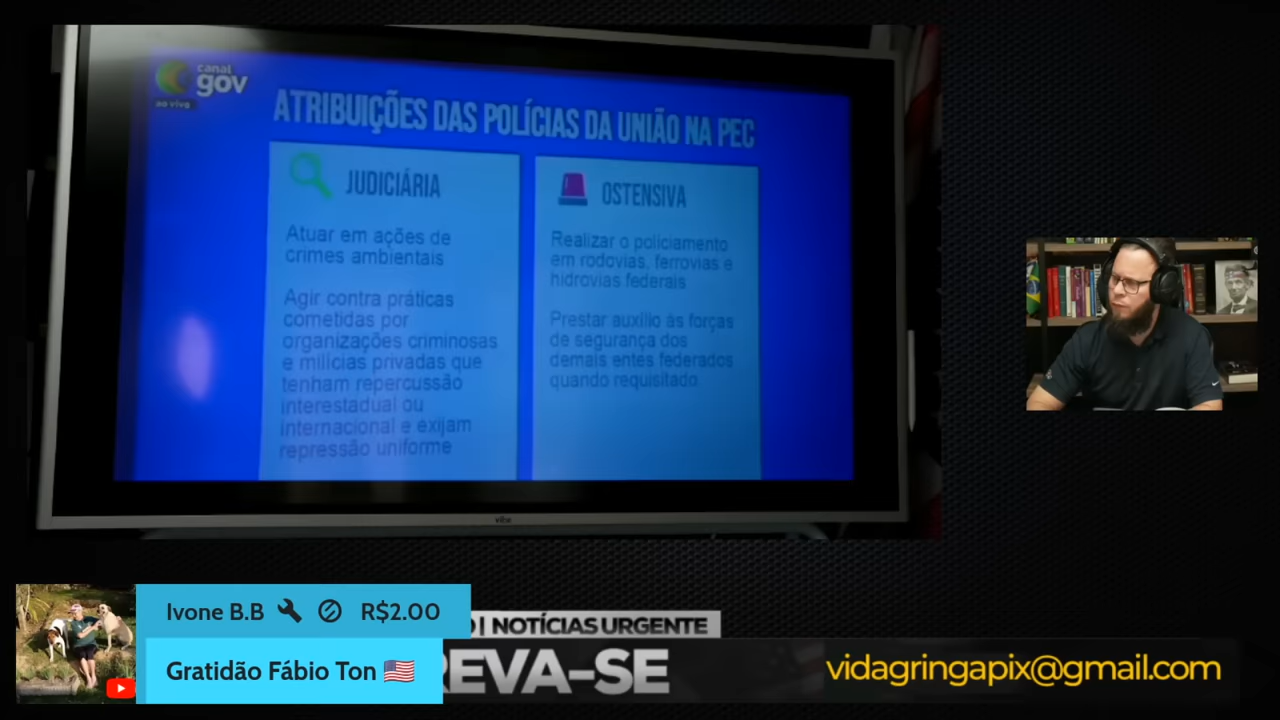 canal
gov
ao vivo
ATRIBUIÇÕES DAS POLÍCIAS DA UNIÃO NA PEC
JUDICIÁRIA
Atuar em ações de
crimes ambientais
Agir contra práticas
cometidas por
organizações criminosas
e milícias privadas que
tenham repercussão
interestadual ou
internacional e exijam
repressão uniforme
OSTENSIVA
Realizar o policiamento
em rodovias, ferrovias e
hidrovias federais
Prestar auxílio às forças
de segurança dos
demais entes federados
quando requisitado
Ivone B.B R$2.00
| NOTÍCIAS URGENTE
Gratidão Fábio Ton
REVA-SE
vidagringapix@gmail.com